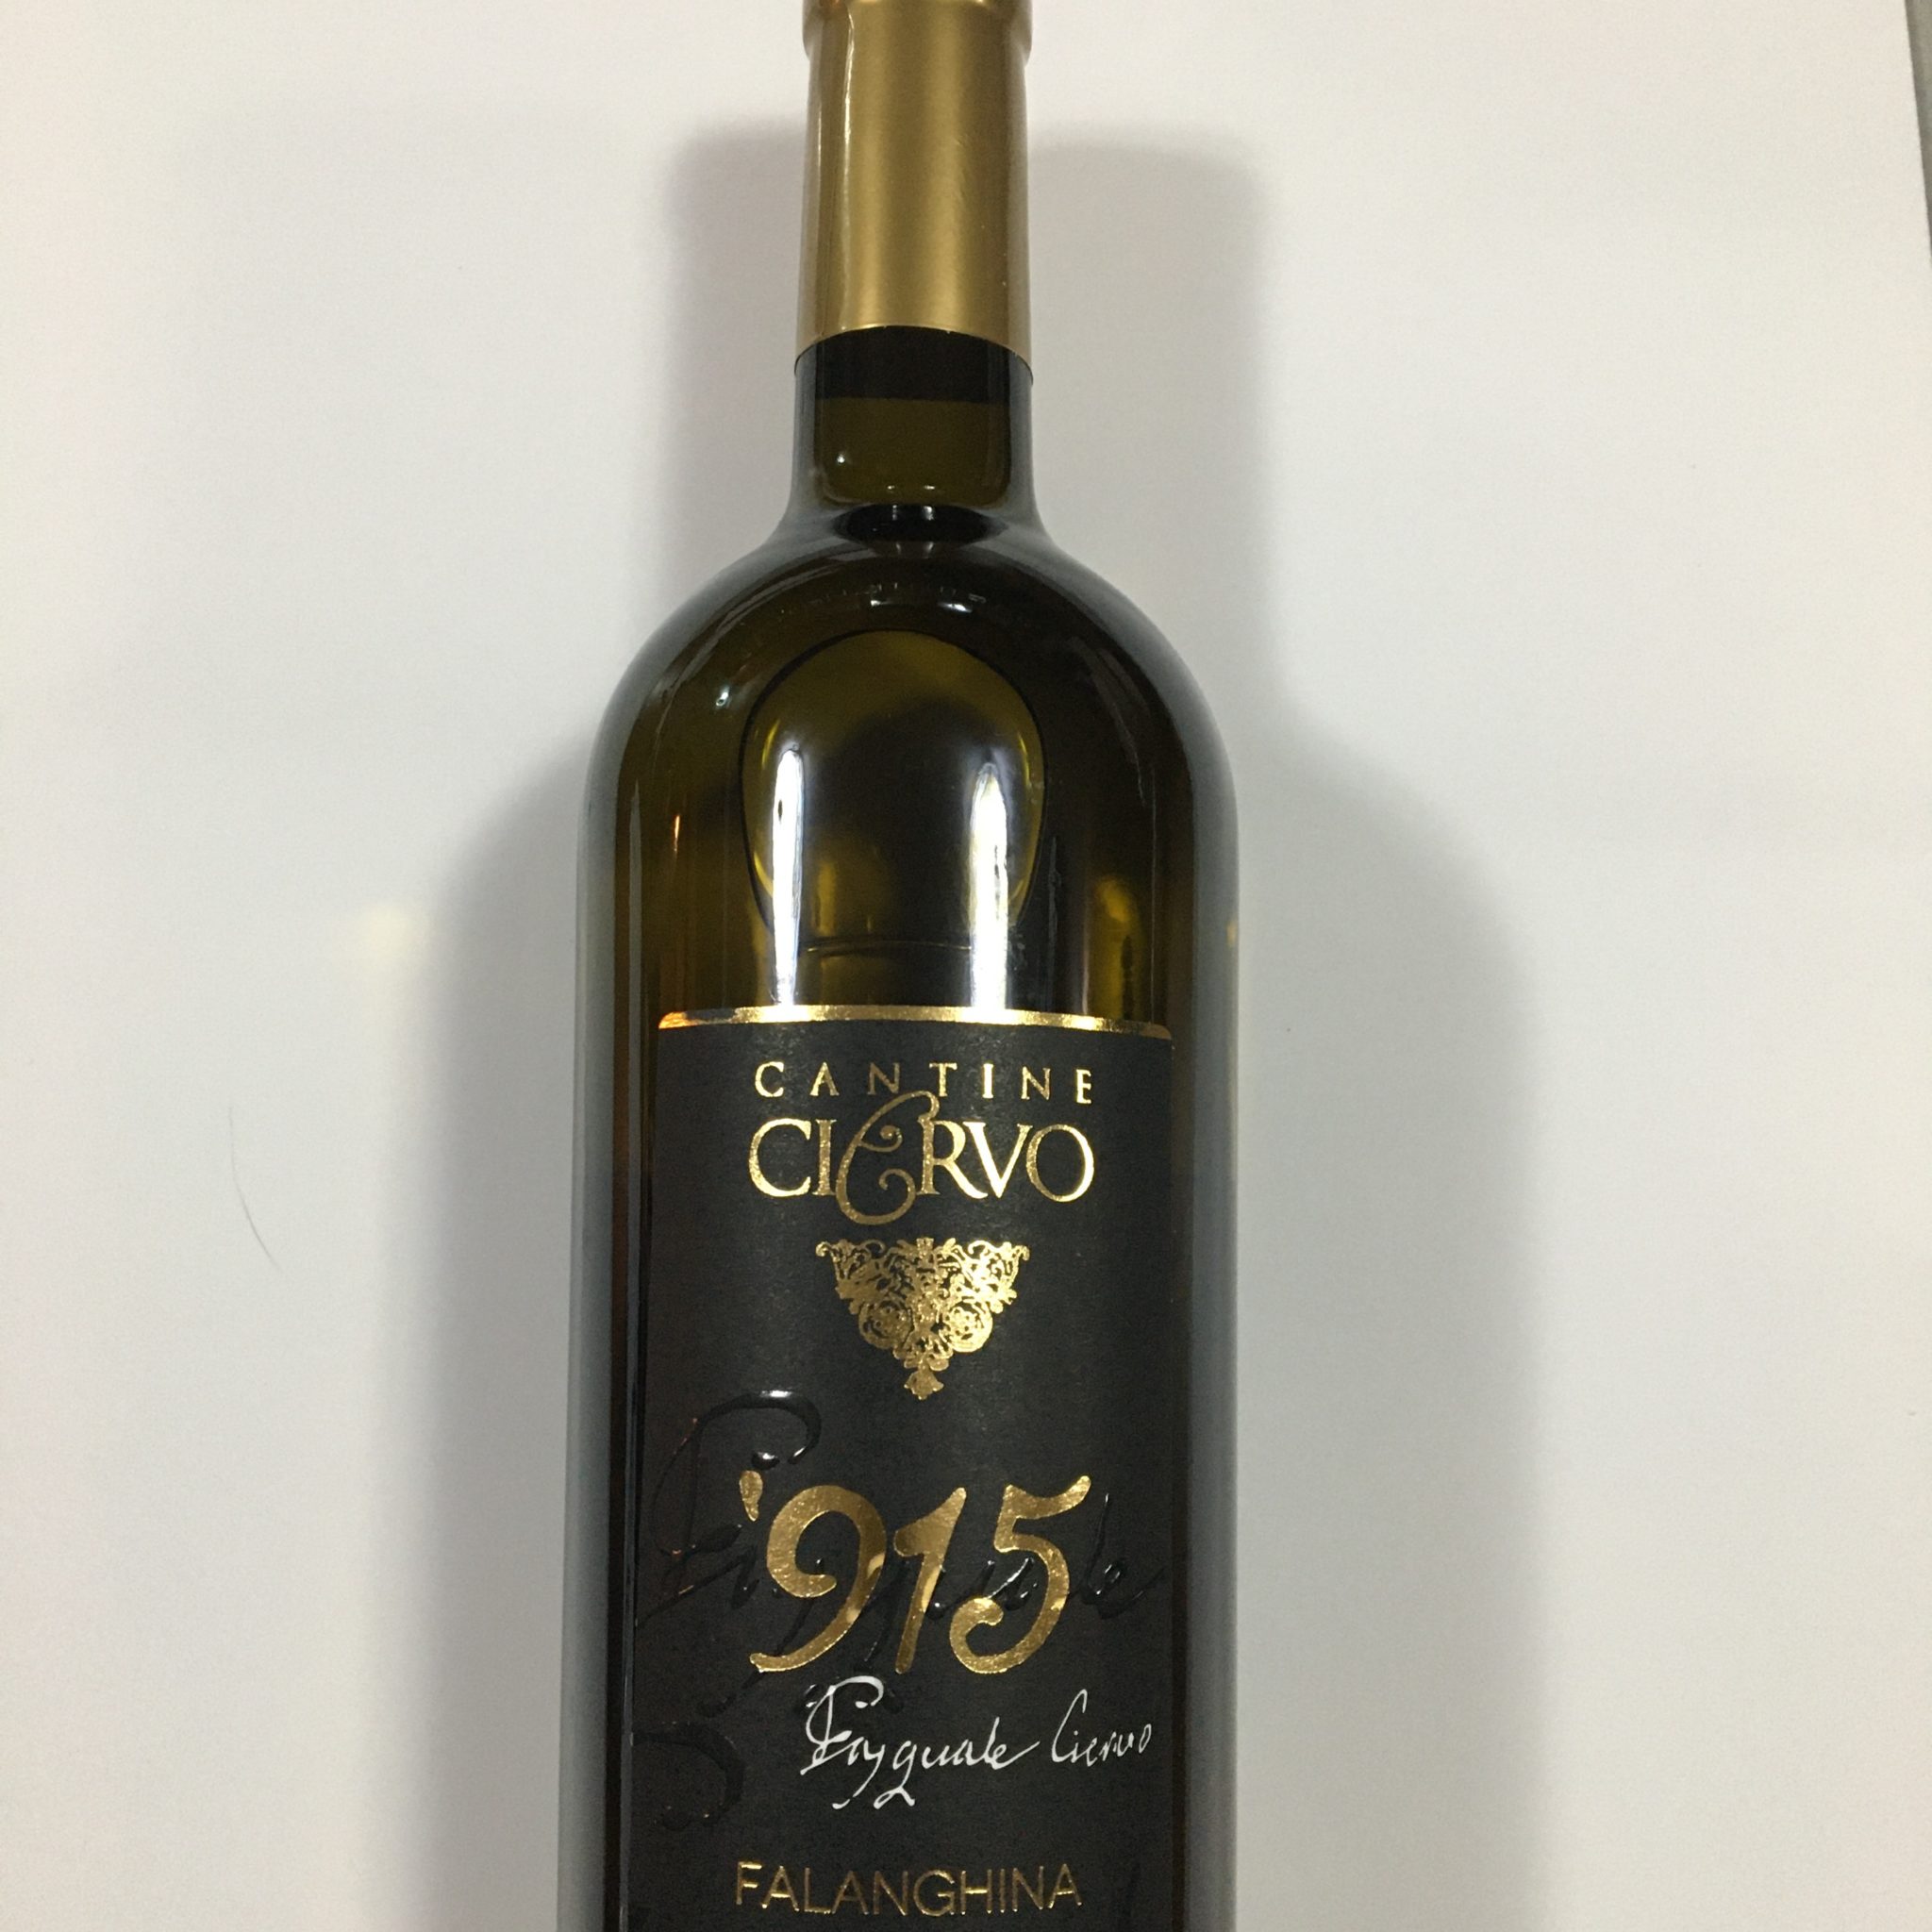 CANTINE
CIERVO
'915
Pasquale Ciervo
FALANGHINA